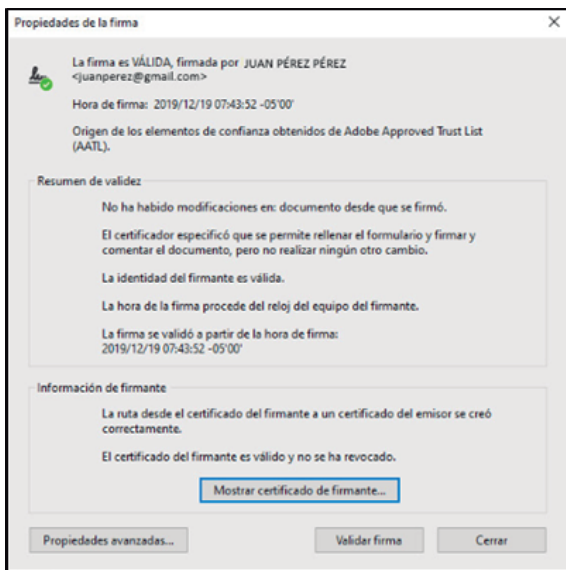 Propiedades de la firma
La firma es VÁLIDA, firmada por JUAN PÉREZ PÉREZ
<juanperez@gmail.com>
Hora de firma: 2019/12/19 07:43:52 -05'00'
Origen de los elementos de confianza obtenidos de Adobe Approved Trust List
(AATL).
Resumen de validez
No ha habido modificaciones en: documento desde que se firmó.
El certificador especificó que se permite rellenar el formulario y firmar y
comentar el documento, pero no realizar ningún otro cambio.
La identidad del firmante es válida.
La hora de la firma procede del reloj del equipo del firmante.
La firma se validó a partir de la hora de firma:
2019/12/19 07:43:52 -05'00'
Información de firmante
La ruta desde el certificado del firmante a un certificado del emisor se creó
correctamente.
El certificado del firmante es válido y no se ha revocado.
Mostrar certificado de firmante...
Propiedades avanzadas... Validar firma Cerrar